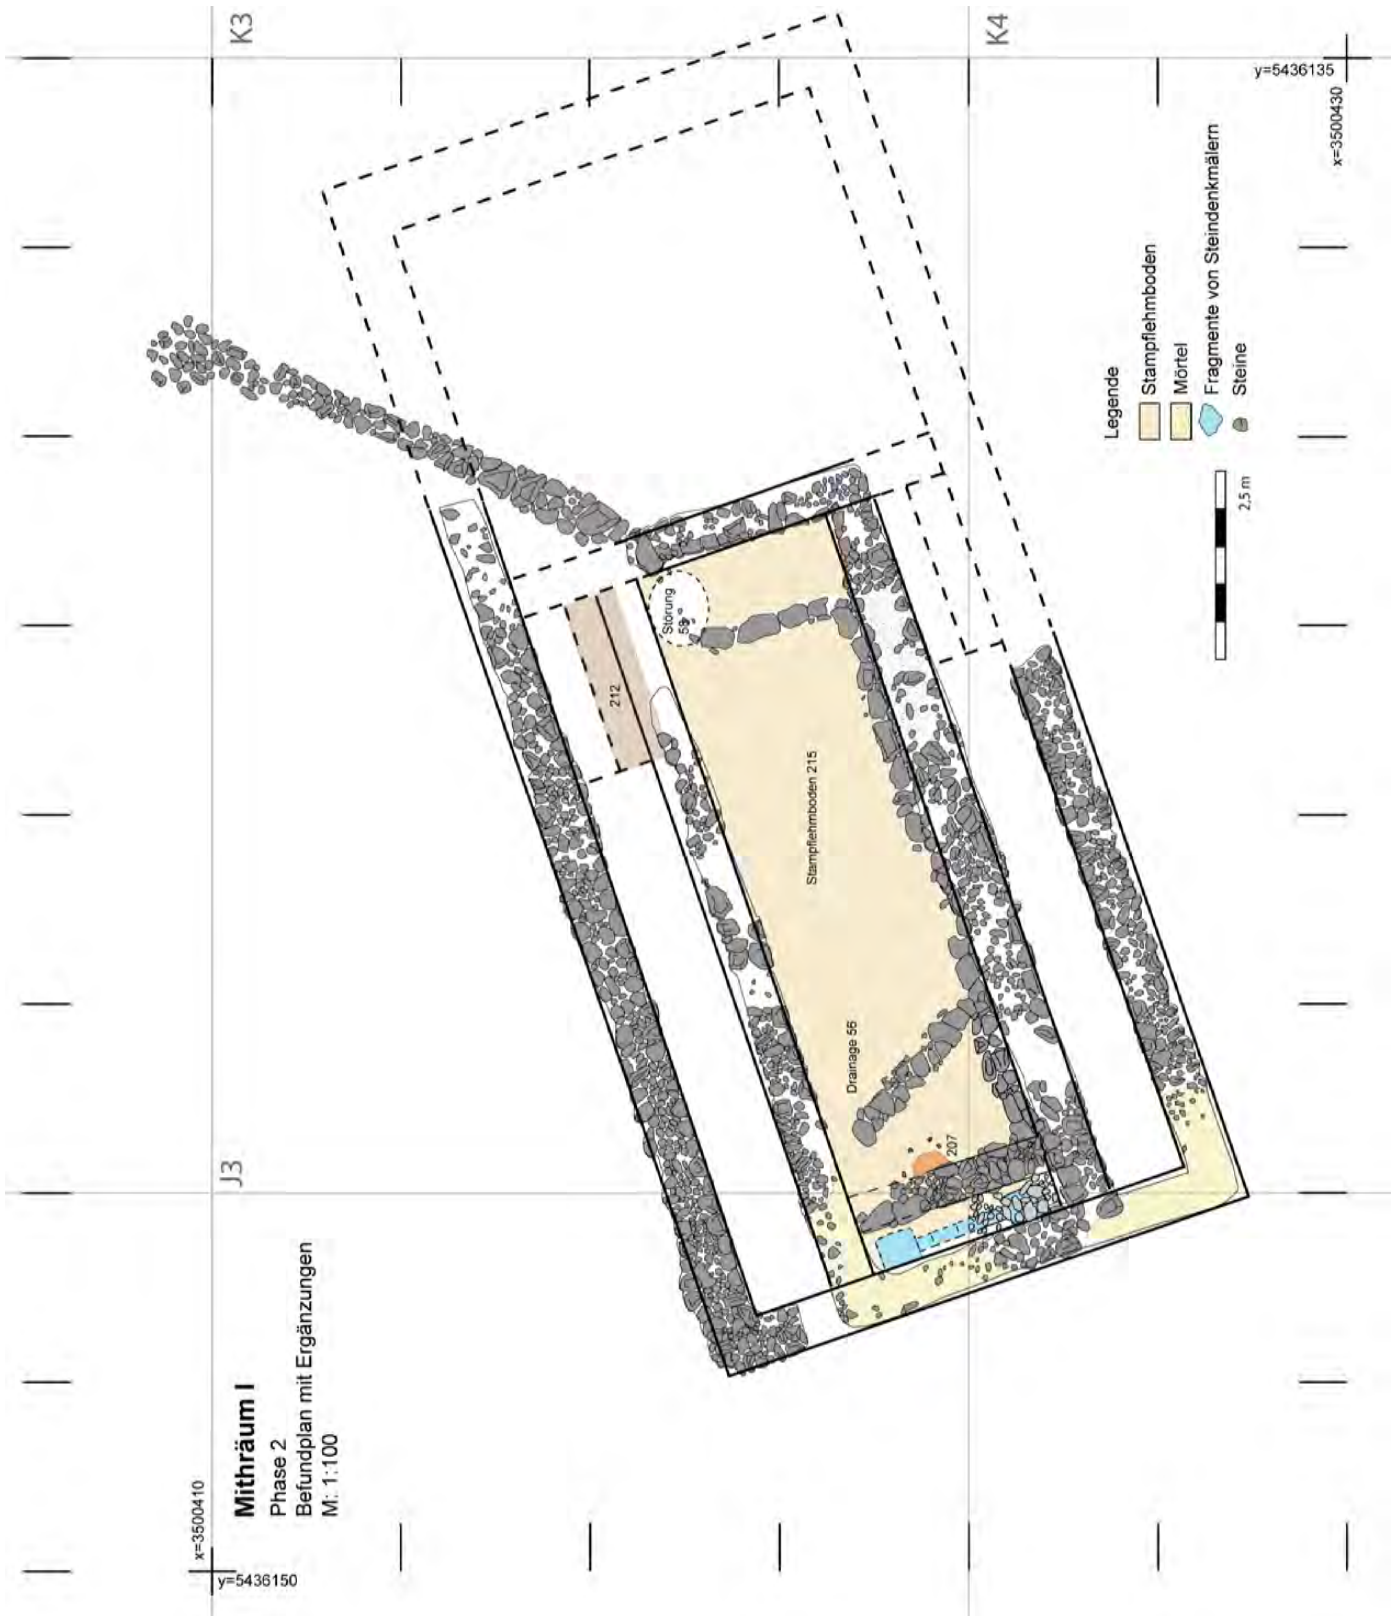 Mithräum I
Phase 2
Befundplan mit Ergänzungen
M: 1:100
x=3500410
y=5436150
J3
K3
K4
y=5436135
x=3500430
Störung
58
212
Stampflehmboden 215
Drainage 56
207
Legende
Stampflehmboden
Mörtel
Fragmente von Steindenkmälern
Steine
2,5 m